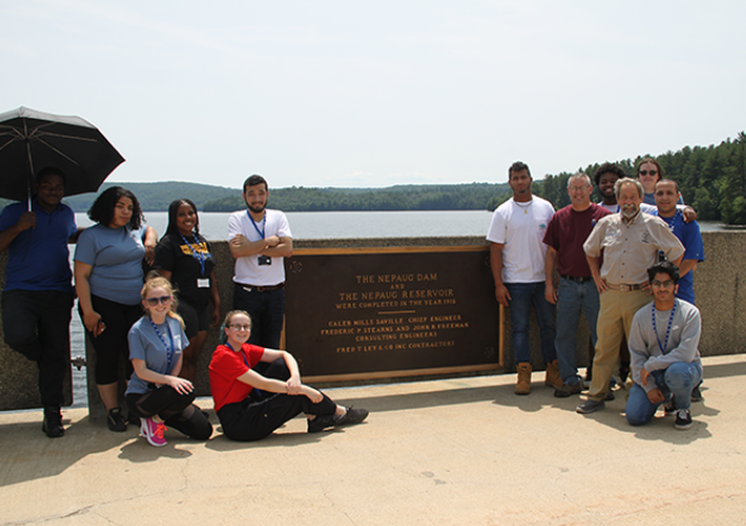 THE NEPAUG DAM
AND
THE NEPAUG RESERVOIR
WERE COMPLETED IN THE YEAR 1916
CALEB MILLS SAVILLE CHIEF ENGINEER
FREDERIC P. STEARNS AND JOHN R. FREEMAN
CONSULTING ENGINEERS
FRED T LEY & CO INC CONTRACTORS